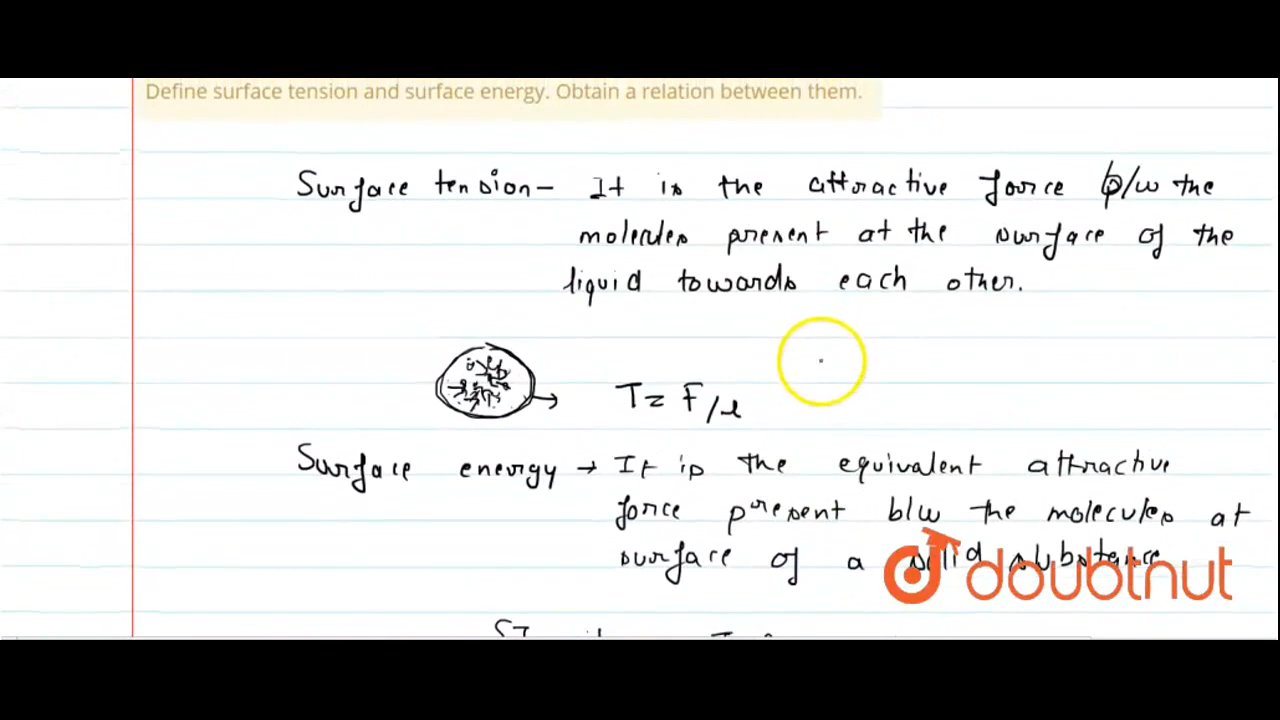 Define surface tension and surface energy. Obtain a relation between them.
Surface tension – It is the attractive force b/w the
molecules present at the surface of the
liquid towards each other.
T = F/l
Surface energy → It is the equivalent attractive
force present b/w the molecules at
surface of a solid substance
doubtnut